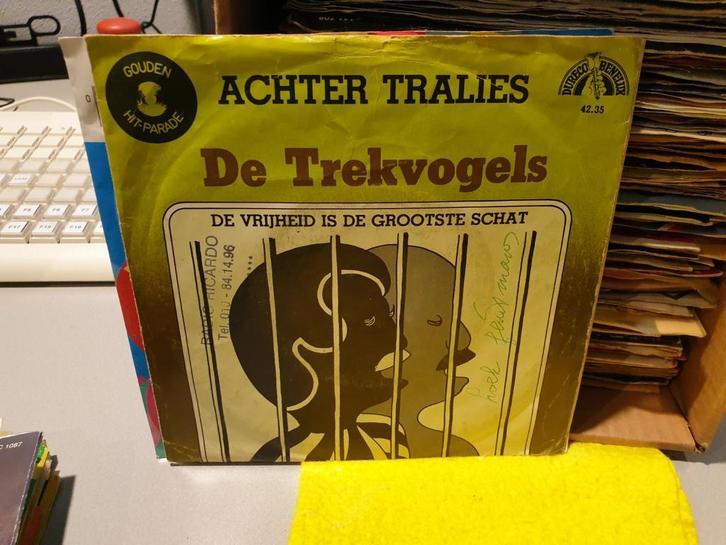 GOUDEN
HIT-PARADE
ACHTER TRALIES
DURECO BENELUX
42.35
De Trekvogels
DE VRIJHEID IS DE GROOTSTE SCHAT
RADIO RICARDO
Tel. 010 - 84.14.96
C 1087